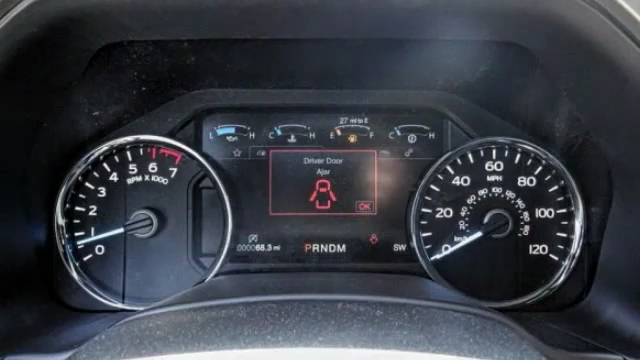 27 mi to E
L H C H E F C H
Driver Door
Ajar
OK
000068.3 mi PRNDM SW
0 1 2 3 4 5 6 7
RPM X 1000
0 20 40 60 80 100 120
MPH
km/h